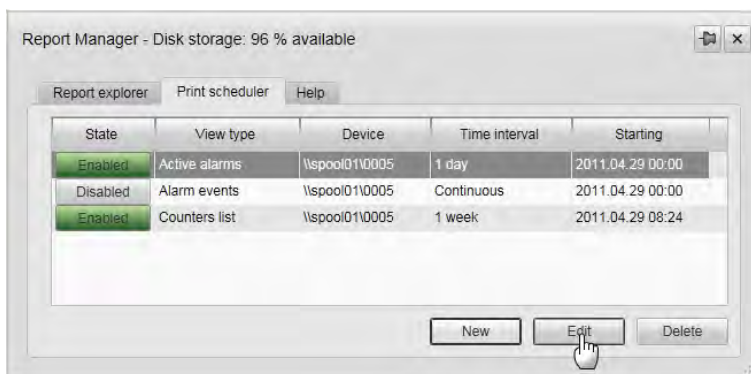 Report Manager - Disk storage: 96 % available
Report explorer Print scheduler Help
State View type Device Time interval Starting
Enabled Active alarms \\spool01\0005 1 day 2011.04.29 00:00
Disabled Alarm events \\spool01\0005 Continuous 2011.04.29 00:00
Enabled Counters list \\spool01\0005 1 week 2011.04.29 08:24
New Edit Delete